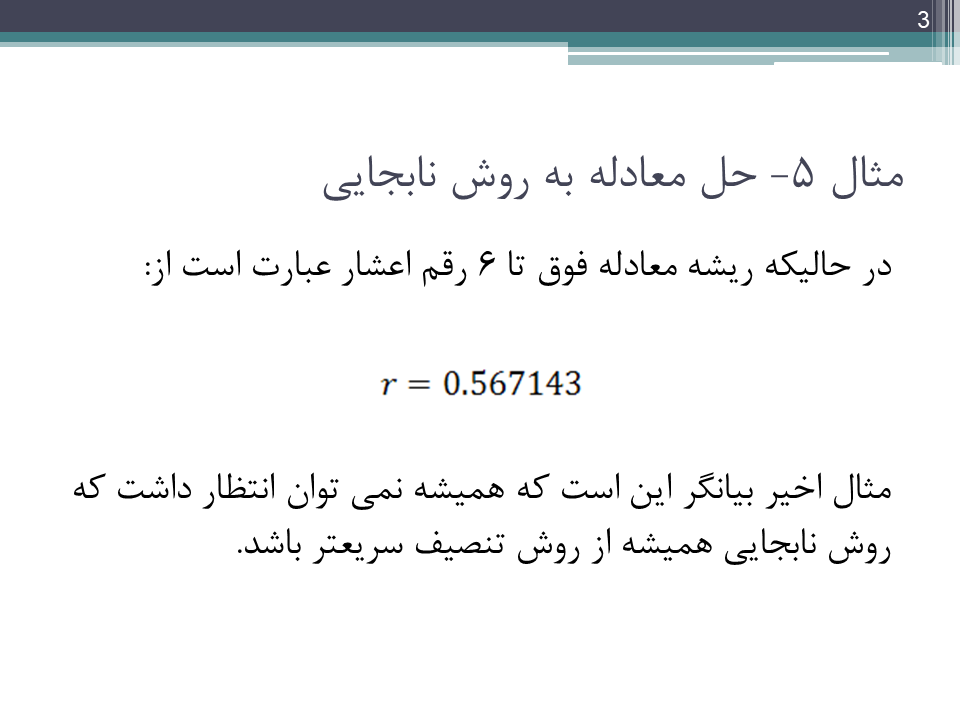 3
مثال ۵- حل معادله به روش نابجایی
در حالیکه ریشه معادله فوق تا ۶ رقم اعشار عبارت است از:
r = 0.567143
مثال اخیر بیانگر این است که همیشه نمی توان انتظار داشت که
روش نابجایی همیشه از روش تنصیف سریعتر باشد.